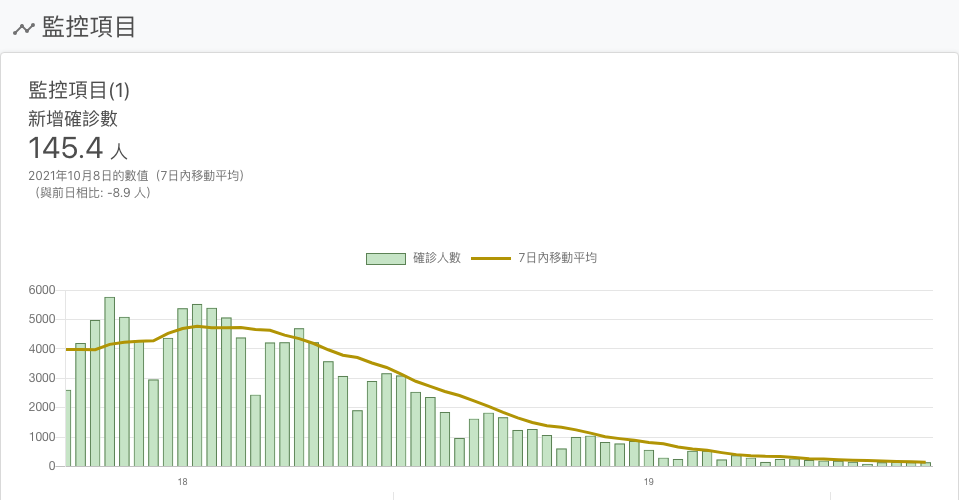 監控項目
監控項目(1)
新增確診數
145.4 人
2021年10月8日的數值（7日內移動平均）
（與前日相比: -8.9 人）
確診人數 7日內移動平均
6000
5000
4000
3000
2000
1000
0
18 19